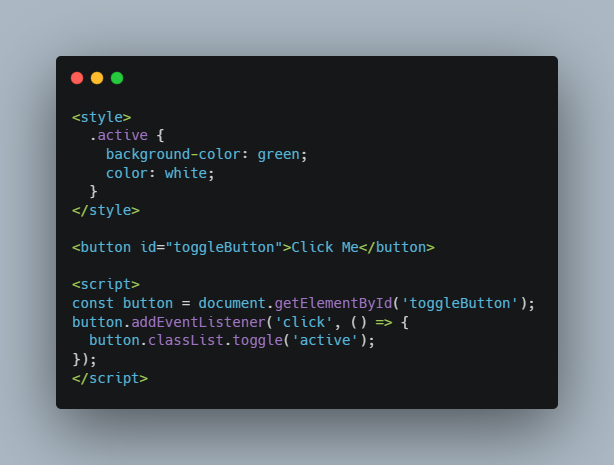 <style>
  .active {
    background-color: green;
    color: white;
  }
</style>

<button id="toggleButton">Click Me</button>

<script>
const button = document.getElementById('toggleButton');
button.addEventListener('click', () => {
  button.classList.toggle('active');
});
</script>